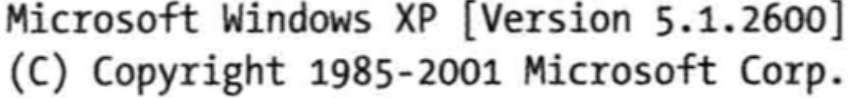 Microsoft Windows XP [Version 5.1.2600]
(C) Copyright 1985-2001 Microsoft Corp.